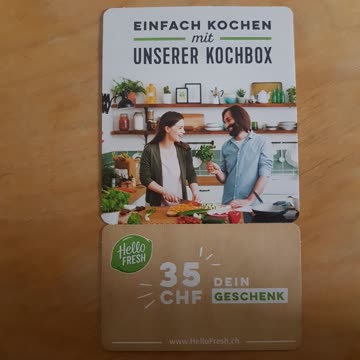 EINFACH KOCHEN
mit
UNSERER KOCHBOX
Hello
FRESH
35
CHF
DEIN
GESCHENK
www.HelloFresh.ch